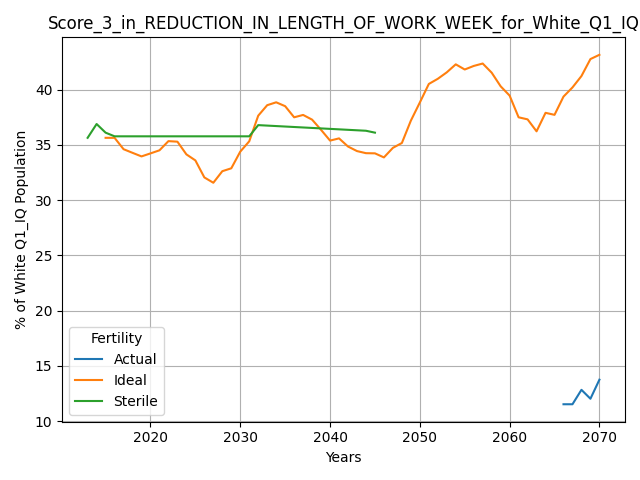 Score_3_in_REDUCTION_IN_LENGTH_OF_WORK_WEEK_for_White_Q1_IQ
% of White Q1_IQ Population
40
35
30
25
20
15
10
Fertility
Actual
Ideal
Sterile
2020 2030 2040 2050 2060 2070
Years